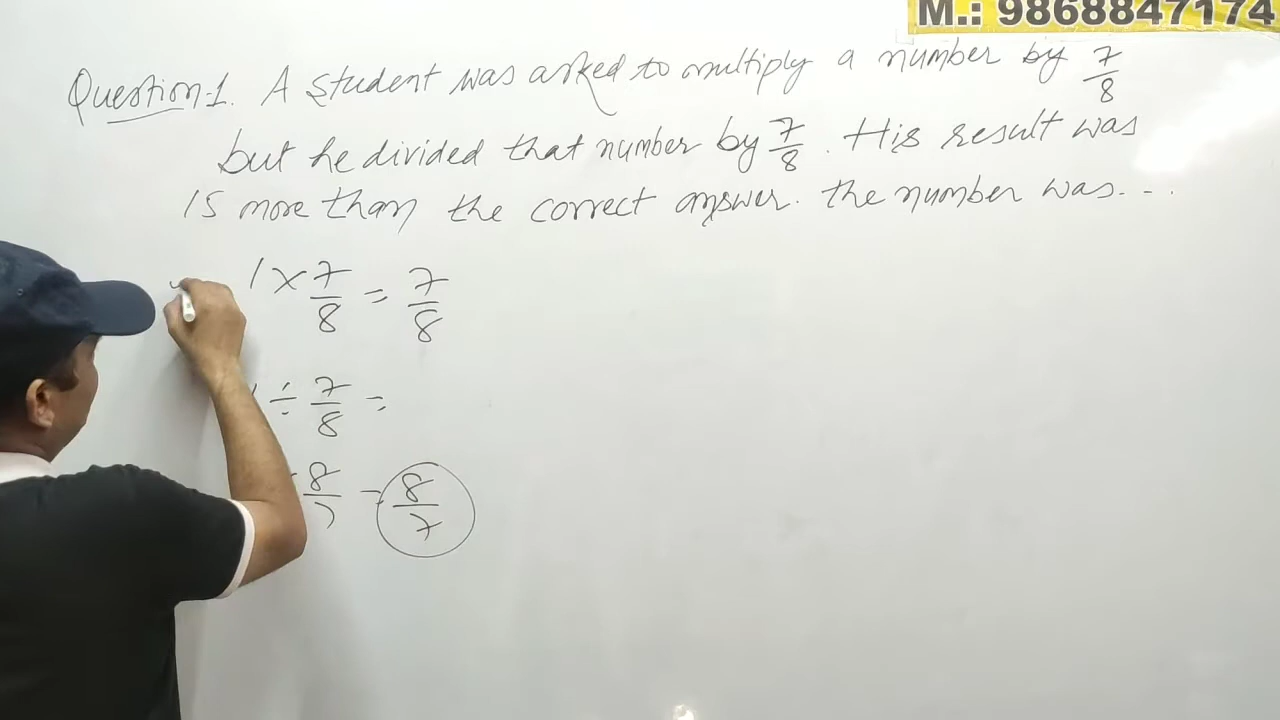 M.: 9868847174
Question-1. A student was asked to multiply a number by 7/8
but he divided that number by 7/8. His result was
15 more than the correct answer. the number was...
1 × 7/8 = 7/8
÷ 7/8 =
8/7 = 8/7